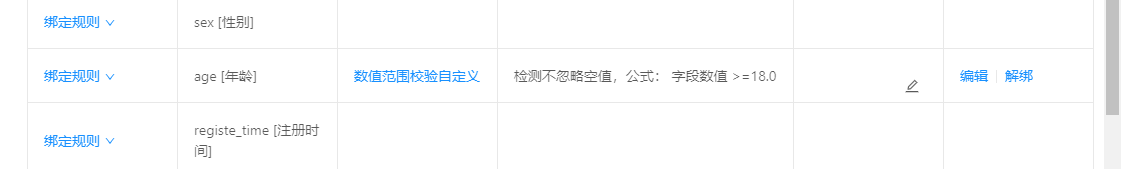 绑定规则
sex [性别]
绑定规则
age [年龄]
数值范围校验自定义
检测不忽略空值，公式： 字段数值 >=18.0
编辑
解绑
绑定规则
registe_time [注册时
间]